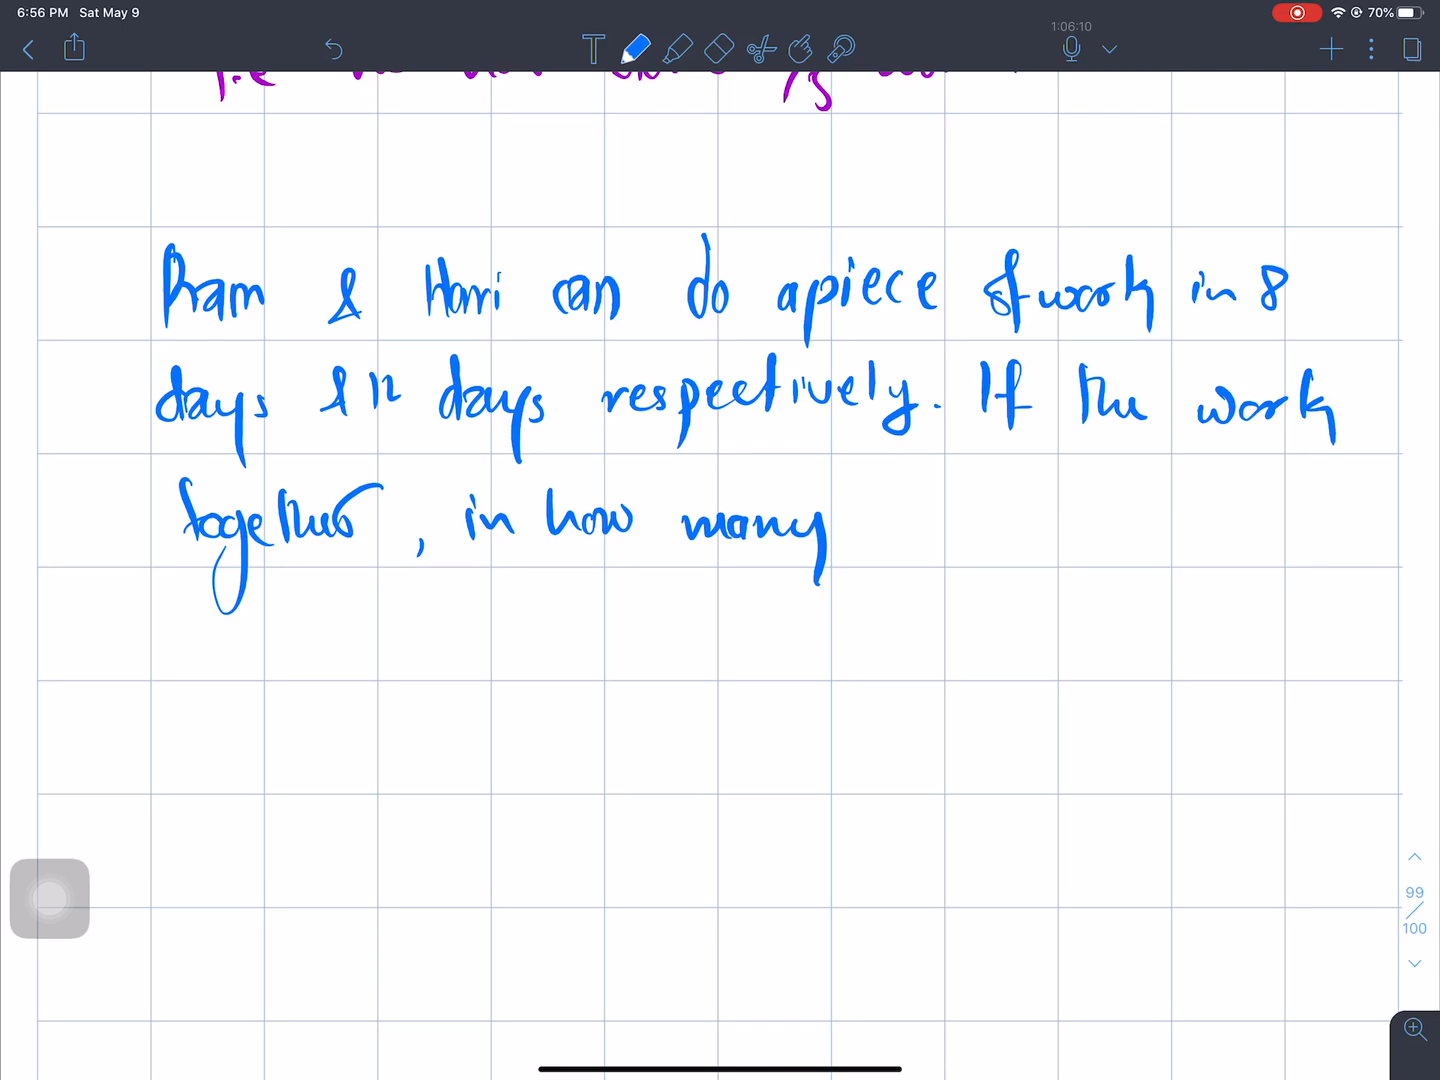 6:56 PM Sat May 9
70%
1:06:10
Ram & Hari can do a piece of work in 8
days & 12 days respectively. If the work
together, in how many
99
100